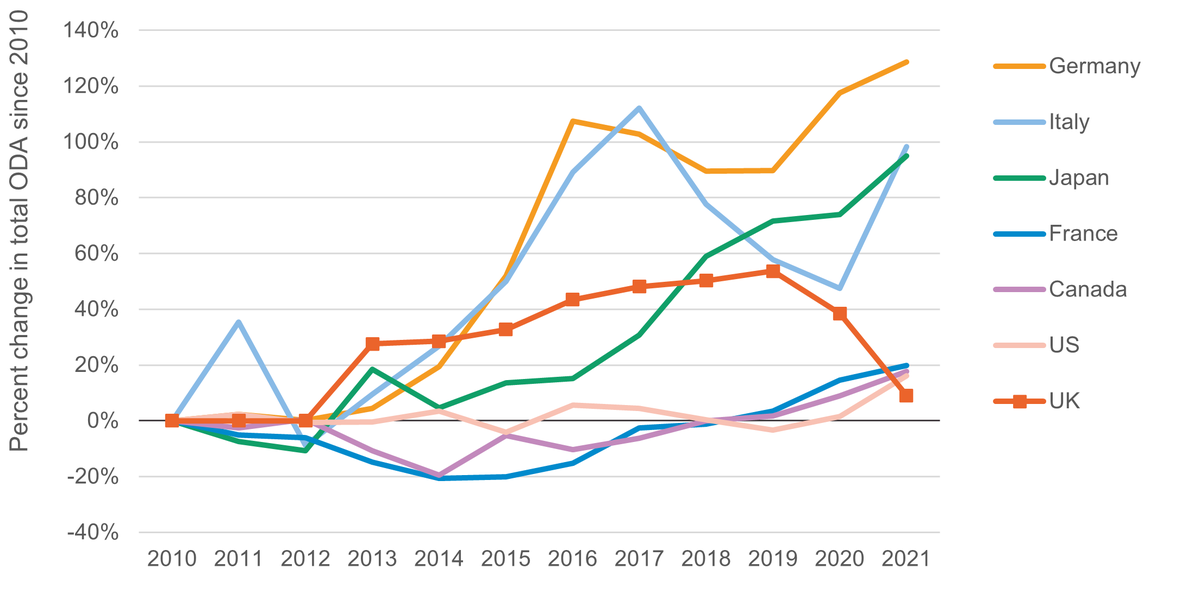 Percent change in total ODA since 2010
140%
120%
100%
80%
60%
40%
20%
0%
-20%
-40%
2010 2011 2012 2013 2014 2015 2016 2017 2018 2019 2020 2021
Germany
Italy
Japan
France
Canada
US
UK